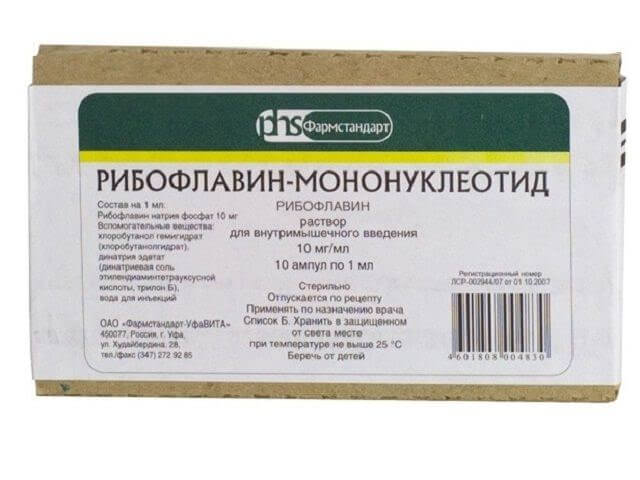 phs Фармстандарт
РИБОФЛАВИН-МОНОНУКЛЕОТИД
Состав на 1 мл:
Рибофлавин натрия фосфат 10 мг
Вспомогательные вещества:
хлоробутанол гемигидрат
(хлоробутанолгидрат),
динатрия эдетат
(динатриевая соль
этилендиаминтетрауксусной
кислоты, трилон Б),
вода для инъекций
ОАО «Фармстандарт-УфаВИТА»
450077, Россия, г. Уфа,
ул. Худайбердина, 28,
тел./факс (347) 272 92 85
РИБОФЛАВИН
раствор
для внутримышечного введения
10 мг/мл
10 ампул по 1 мл
Стерильно
Отпускается по рецепту
Применять по назначению врача
Список Б. Хранить в защищенном
от света месте
при температуре не выше 25 °С
Беречь от детей
Регистрационный номер
ЛСР-002944/07 от 01.10.2007
4 601808 004830